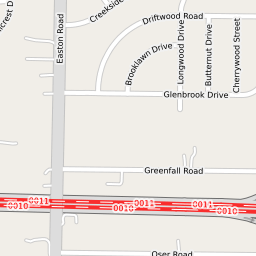 Creekside
Driftwood Road
Easton Road
Brooklawn Drive
Longwood Drive
Butternut Drive
Cherrywood Street
Glenbrook Drive
Greenfall Road
0011
0011
0011
0010
0010
0010
Oser Road